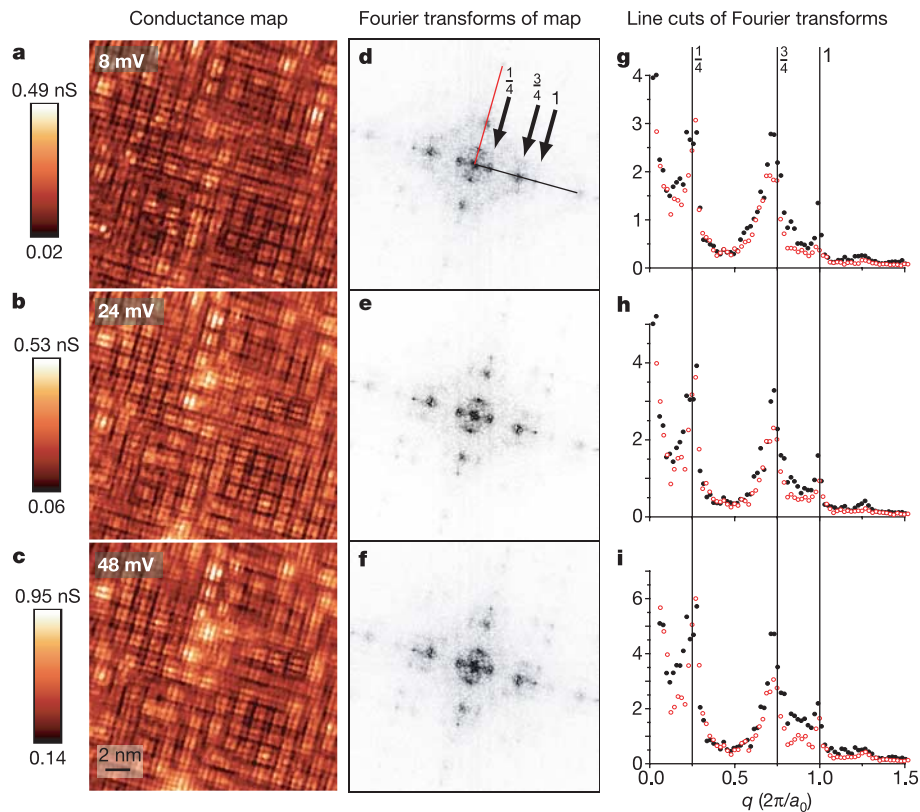 Conductance map
Fourier transforms of map
Line cuts of Fourier transforms
a
8 mV
0.49 nS
0.02
d
1/4
3/4
1
g
1/4
3/4
1
4
3
2
1
0
b
24 mV
0.53 nS
0.06
e
h
4
2
0
c
48 mV
0.95 nS
0.14
2 nm
f
i
6
4
2
0
0.0
0.5
1.0
1.5
q (2π/a₀)